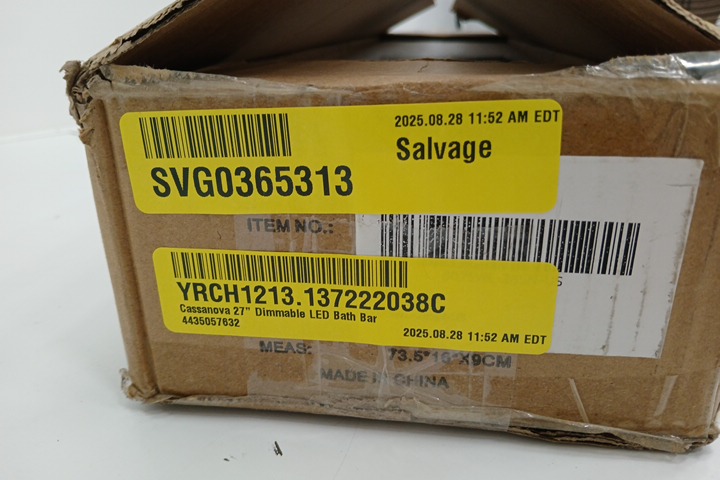 2025.08.28 11:52 AM EDT
Salvage
SVG0365313
ITEM NO.:
YRCH1213.137222038C
Cassanova 27" Dimmable LED Bath Bar
4435057632
2025.08.28 11:52 AM EDT
MEAS: 73.5*16*X9CM
MADE IN CHINA